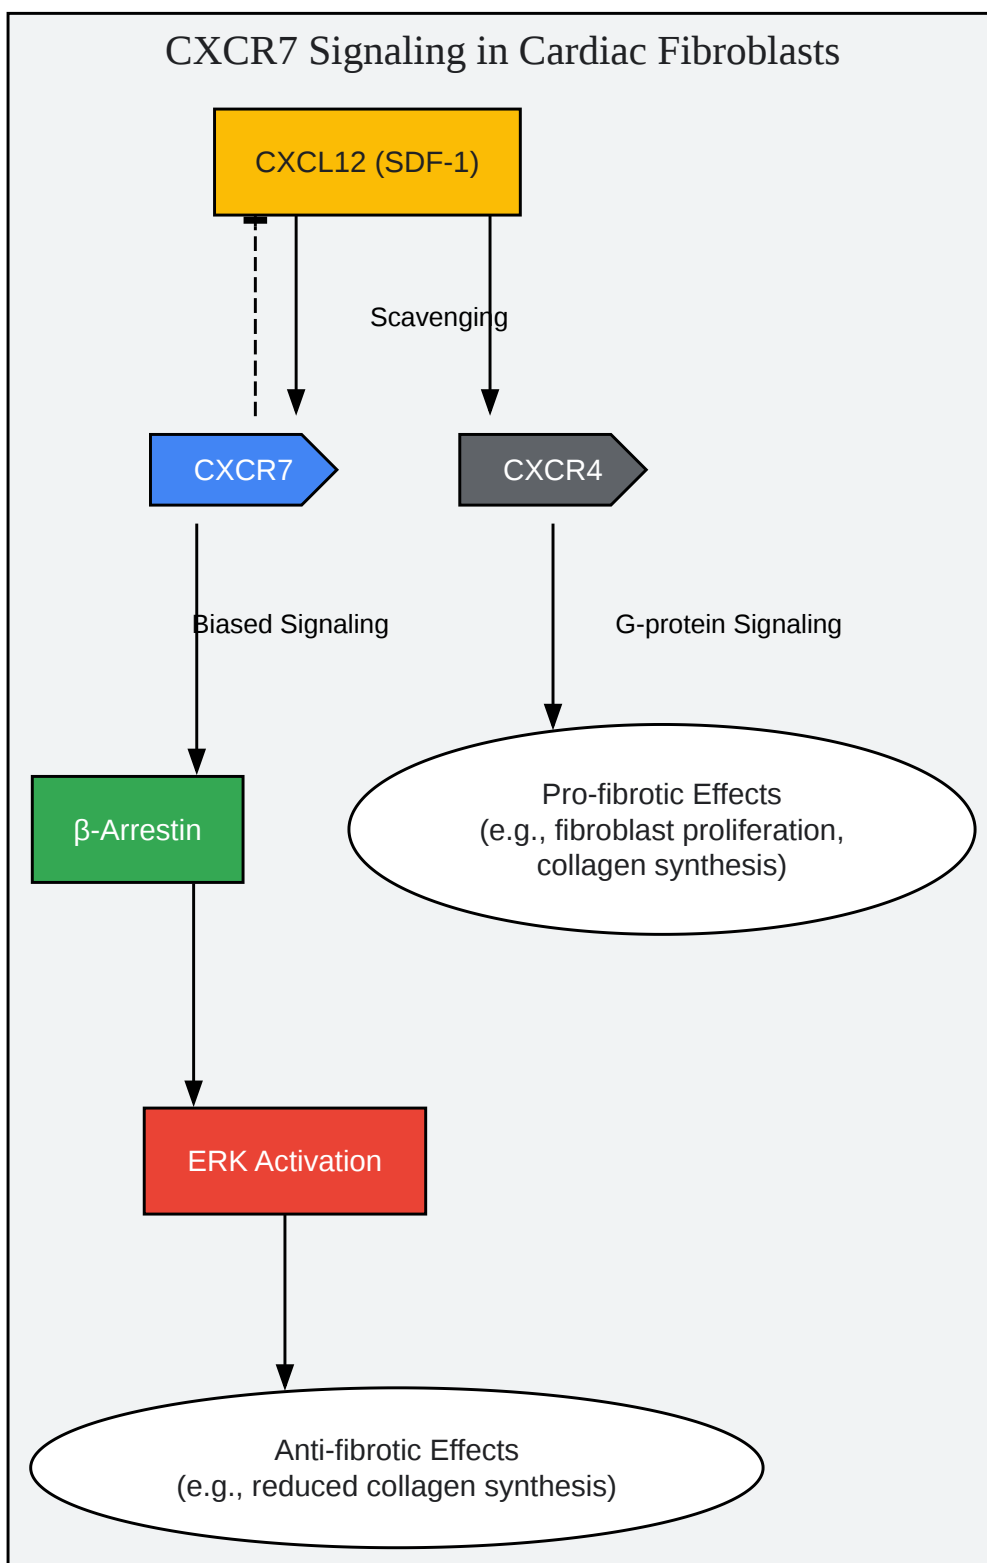 CXCR7 Signaling in Cardiac Fibroblasts
CXCL12 (SDF-1)
Scavenging
CXCR7
CXCR4
Biased Signaling
G-protein Signaling
β-Arrestin
Pro-fibrotic Effects
(e.g., fibroblast proliferation,
collagen synthesis)
ERK Activation
Anti-fibrotic Effects
(e.g., reduced collagen synthesis)